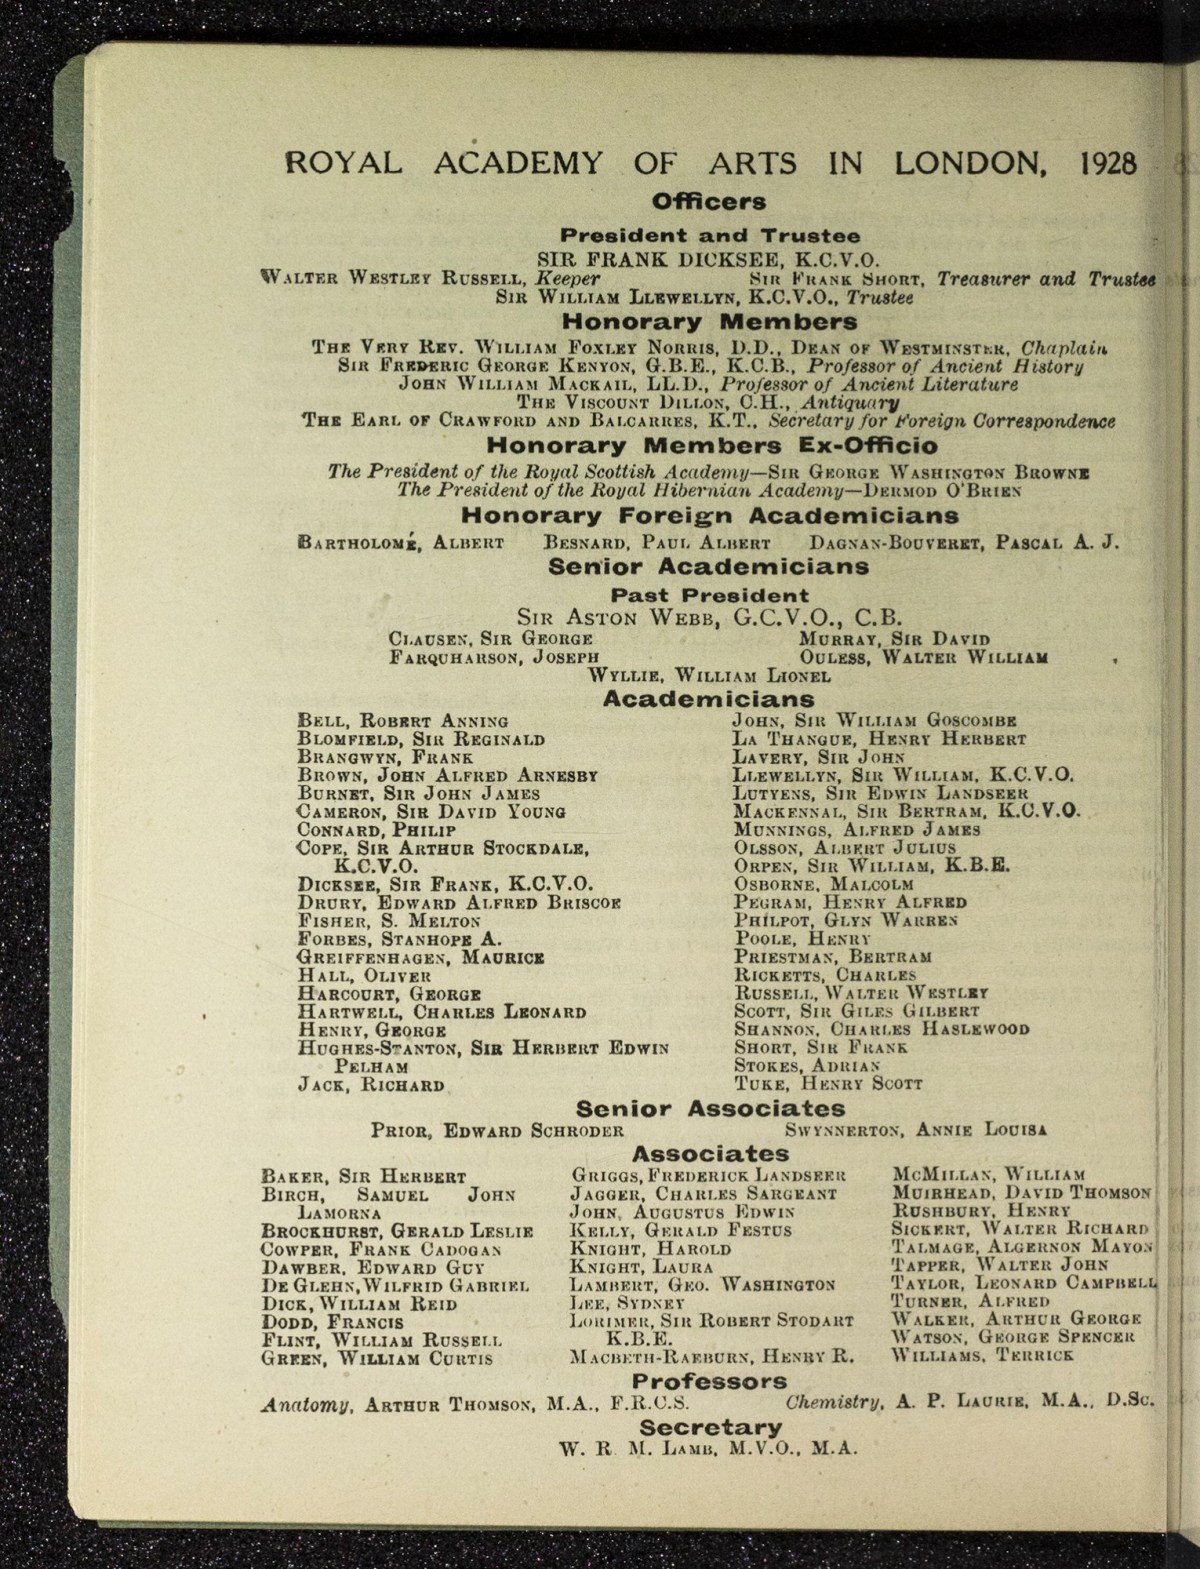 ROYAL ACADEMY OF ARTS IN LONDON, 1928
Officers
President and Trustee
SIR FRANK DICKSEE, K.C.V.O.
WALTER WESTLEY RUSSELL, Keeper SIR FRANK SHORT, Treasurer and Trustee
SIR WILLIAM LLEWELLYN, K.C.V.O., Trustee
Honorary Members
THE VERY REV. WILLIAM FOXLEY NORRIS, D.D., DEAN OF WESTMINSTER, Chaplain
SIR FREDERIC GEORGE KENYON, G.B.E., K.C.B., Professor of Ancient History
JOHN WILLIAM MACKAIL, LL.D., Professor of Ancient Literature
THE VISCOUNT DILLON, C.H., Antiquary
THE EARL OF CRAWFORD AND BALCARRES, K.T., Secretary for Foreign Correspondence
Honorary Members Ex-Officio
The President of the Royal Scottish Academy—SIR GEORGE WASHINGTON BROWNE
The President of the Royal Hibernian Academy—DERMOD O'BRIEN
Honorary Foreign Academicians
BARTHOLOMÉ, ALBERT BESNARD, PAUL ALBERT DAGNAN-BOUVERET, PASCAL A. J.
Senior Academicians
Past President
SIR ASTON WEBB, G.C.V.O., C.B.
CLAUSEN, SIR GEORGE MURRAY, SIR DAVID
FARQUHARSON, JOSEPH OULESS, WALTER WILLIAM
WYLLIE, WILLIAM LIONEL
Academicians
BELL, ROBERT ANNING
BLOMFIELD, SIR REGINALD
BRANGWYN, FRANK
BROWN, JOHN ALFRED ARNESBY
BURNET, SIR JOHN JAMES
CAMERON, SIR DAVID YOUNG
CONNARD, PHILIP
COPE, SIR ARTHUR STOCKDALE,
K.C.V.O.
DICKSEE, SIR FRANK, K.C.V.O.
DRURY, EDWARD ALFRED BRISCOE
FISHER, S. MELTON
FORBES, STANHOPE A.
GREIFFENHAGEN, MAURICE
HALL, OLIVER
HARCOURT, GEORGE
HARTWELL, CHARLES LEONARD
HENRY, GEORGE
HUGHES-STANTON, SIR HERBERT EDWIN
PELHAM
JACK, RICHARD
JOHN, SIR WILLIAM GOSCOMBE
LA THANGUE, HENRY HERBERT
LAVERY, SIR JOHN
LLEWELLYN, SIR WILLIAM, K.C.V.O.
LUTYENS, SIR EDWIN LANDSEER
MACKENNAL, SIR BERTRAM, K.C.V.O.
MUNNINGS, ALFRED JAMES
OLSSON, ALBERT JULIUS
ORPEN, SIR WILLIAM, K.B.E.
OSBORNE, MALCOLM
PEGRAM, HENRY ALFRED
PHILPOT, GLYN WARREN
POOLE, HENRY
PRIESTMAN, BERTRAM
RICKETTS, CHARLES
RUSSELL, WALTER WESTLEY
SCOTT, SIR GILES GILBERT
SHANNON, CHARLES HASLEWOOD
SHORT, SIR FRANK
STOKES, ADRIAN
TUKE, HENRY SCOTT
Senior Associates
PRIOR, EDWARD SCHRODER SWYNNERTON, ANNIE LOUISA
Associates
BAKER, SIR HERBERT
BIRCH, SAMUEL JOHN
LAMORNA
BROCKHURST, GERALD LESLIE
COWPER, FRANK CADOGAN
DAWBER, EDWARD GUY
DE GLEHN, WILFRID GABRIEL
DICK, WILLIAM REID
DODD, FRANCIS
FLINT, WILLIAM RUSSELL
GREEN, WILLIAM CURTIS
GRIGGS, FREDERICK LANDSEER
JAGGER, CHARLES SARGEANT
JOHN, AUGUSTUS EDWIN
KELLY, GERALD FESTUS
KNIGHT, HAROLD
KNIGHT, LAURA
LAMBERT, GEO. WASHINGTON
LEE, SYDNEY
LORIMER, SIR ROBERT STODART
K.B.E.
MACBETH-RAEBURN, HENRY R.
MCMILLAN, WILLIAM
MUIRHEAD, DAVID THOMSON
RUSHBURY, HENRY
SICKERT, WALTER RICHARD
TALMAGE, ALGERNON MAYON
TAPPER, WALTER JOHN
TAYLOR, LEONARD CAMPBELL
TURNER, ALFRED
WALKER, ARTHUR GEORGE
WATSON, GEORGE SPENCER
WILLIAMS, TERRICK
Professors
Anatomy, ARTHUR THOMSON, M.A., F.R.C.S. Chemistry, A. P. LAURIE, M.A., D.SC.
Secretary
W. R. M. LAMB, M.V.O., M.A.